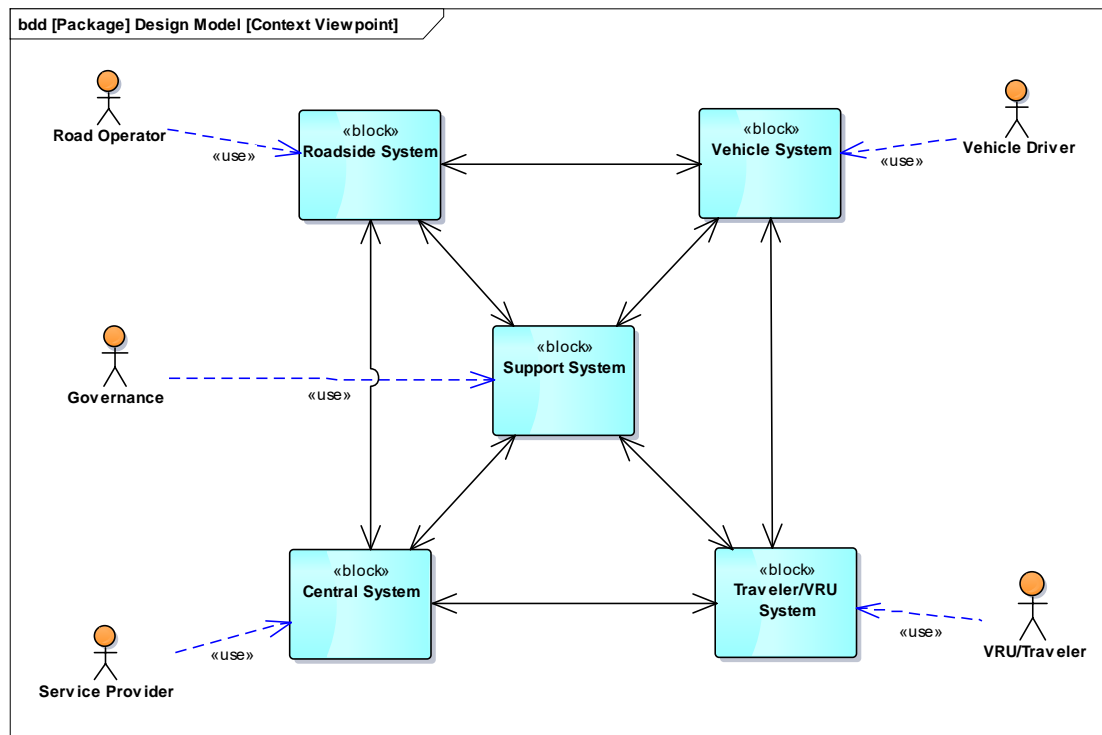 bdd [Package] Design Model [Context Viewpoint]
Road Operator
«use»
«block»
Roadside System
«block»
Vehicle System
«use»
Vehicle Driver
Governance
«use»
«block»
Support System
Service Provider
«use»
«block»
Central System
«block»
Traveler/VRU
System
«use»
VRU/Traveler